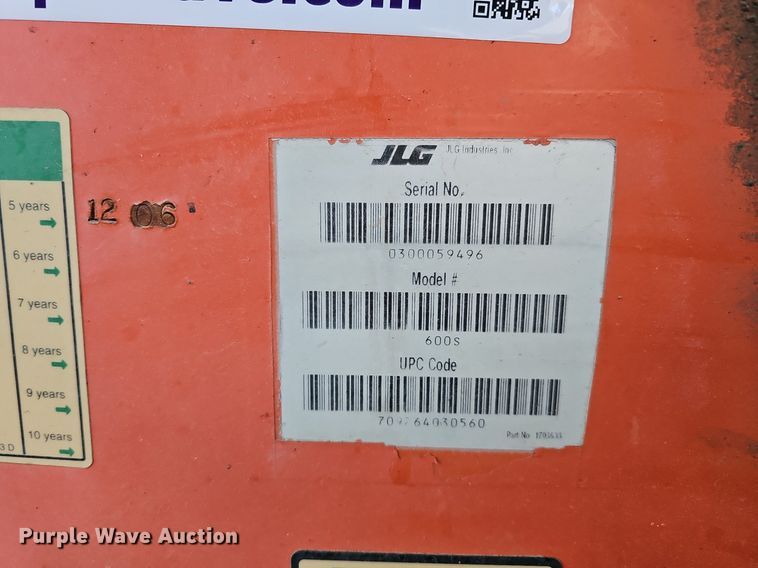 JLG JLG Industries, Inc.
Serial No.
0300059496
Model #
600S
UPC Code
Part No.
12 06
5 years
6 years
7 years
8 years
9 years
10 years
3 D
Purple Wave Auction